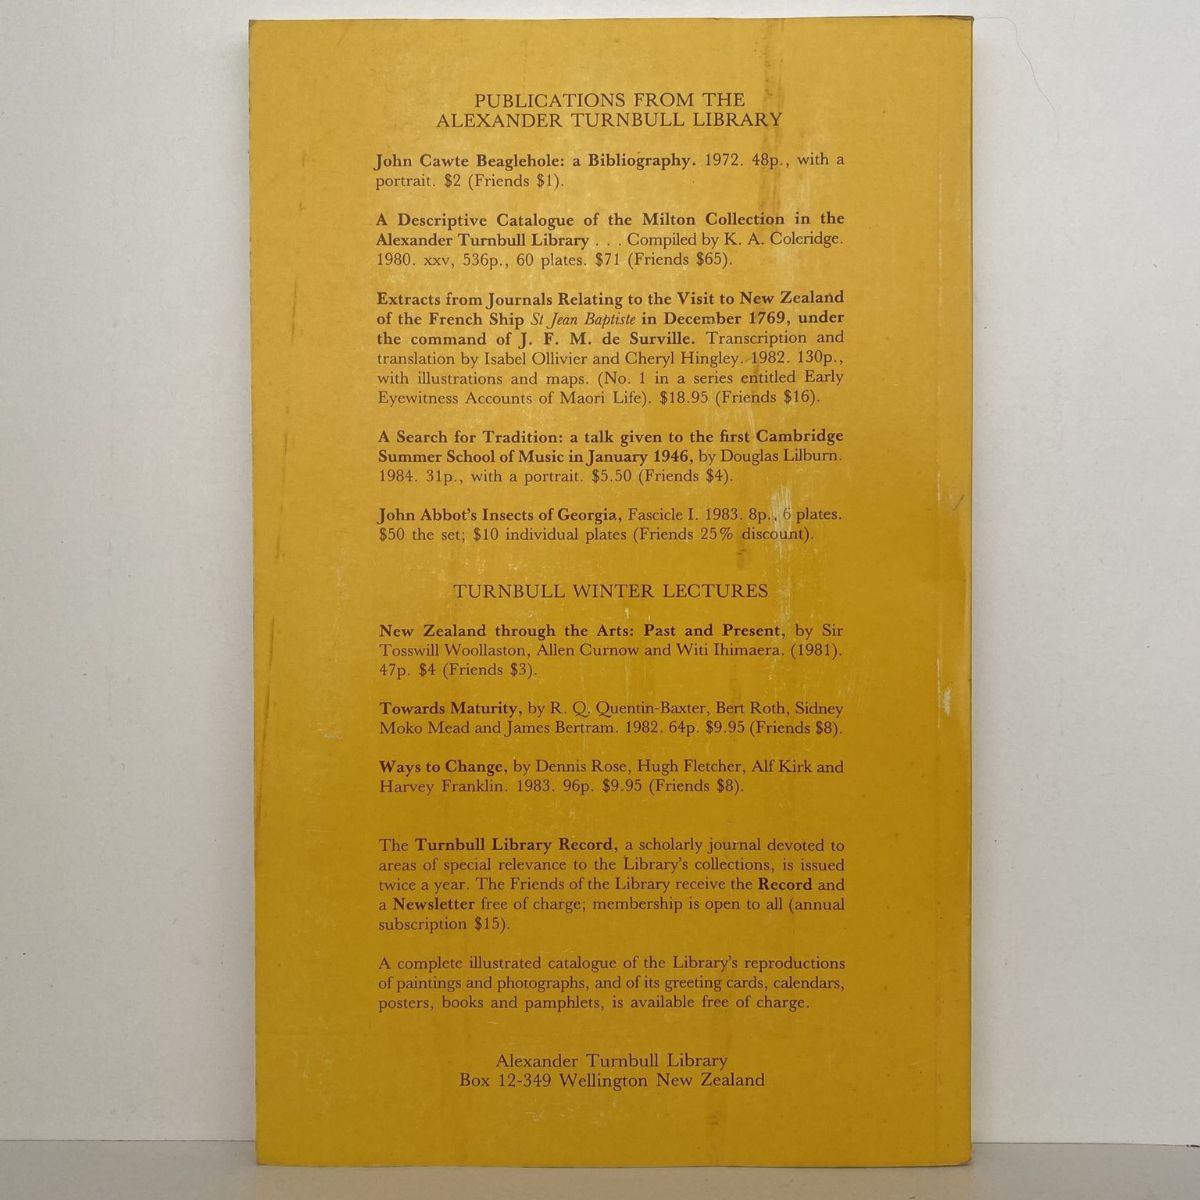 PUBLICATIONS FROM THE
ALEXANDER TURNBULL LIBRARY
John Cawte Beaglehole: a Bibliography. 1972. 48p., with a
portrait. $2 (Friends $1).
A Descriptive Catalogue of the Milton Collection in the
Alexander Turnbull Library . . . Compiled by K. A. Coleridge.
1980. xxv, 536p., 60 plates. $71 (Friends $65).
Extracts from Journals Relating to the Visit to New Zealand
of the French Ship St Jean Baptiste in December 1769, under
the command of J. F. M. de Surville. Transcription and
translation by Isabel Ollivier and Cheryl Hingley. 1982. 130p.,
with illustrations and maps. (No. 1 in a series entitled Early
Eyewitness Accounts of Maori Life). $18.95 (Friends $16).
A Search for Tradition: a talk given to the first Cambridge
Summer School of Music in January 1946, by Douglas Lilburn.
1984. 31p., with a portrait. $5.50 (Friends $4).
John Abbot's Insects of Georgia, Fascicle I. 1983. 8p., 6 plates.
$50 the set; $10 individual plates (Friends 25% discount).
TURNBULL WINTER LECTURES
New Zealand through the Arts: Past and Present, by Sir
Tosswill Woollaston, Allen Curnow and Witi Ihimaera. (1981).
47p. $4 (Friends $3).
Towards Maturity, by R. Q. Quentin-Baxter, Bert Roth, Sidney
Moko Mead and James Bertram. 1982. 64p. $9.95 (Friends $8).
Ways to Change, by Dennis Rose, Hugh Fletcher, Alf Kirk and
Harvey Franklin. 1983. 96p. $9.95 (Friends $8).
The Turnbull Library Record, a scholarly journal devoted to
areas of special relevance to the Library's collections, is issued
twice a year. The Friends of the Library receive the Record and
a Newsletter free of charge; membership is open to all (annual
subscription $15).
A complete illustrated catalogue of the Library's reproductions
of paintings and photographs, and of its greeting cards, calendars,
posters, books and pamphlets, is available free of charge.
Alexander Turnbull Library
Box 12-349 Wellington New Zealand